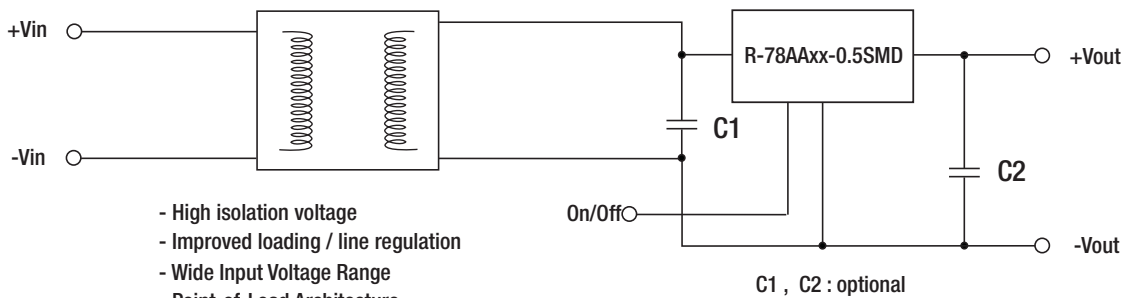 +Vin
R-78AAxx-0.5SMD
+Vout
C1
-Vin
C2
- High isolation voltage
On/Off
- Improved loading / line regulation
-Vout
- Wide Input Voltage Range
C1 , C2 : optional